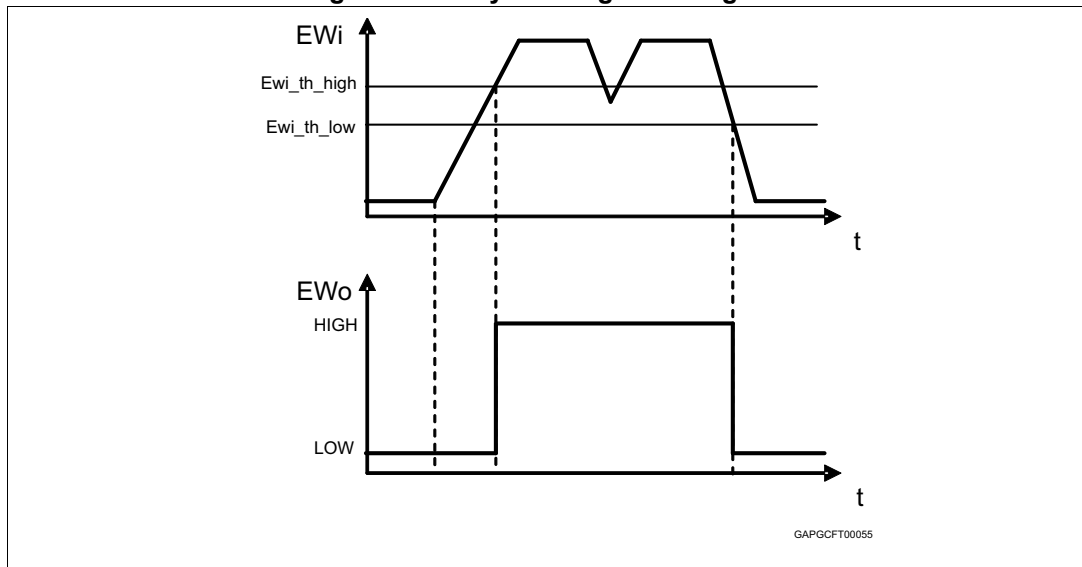 EWi
Ewi_th_high
Ewi_th_low
t
EWo
HIGH
LOW
t
GAPGCFT00055